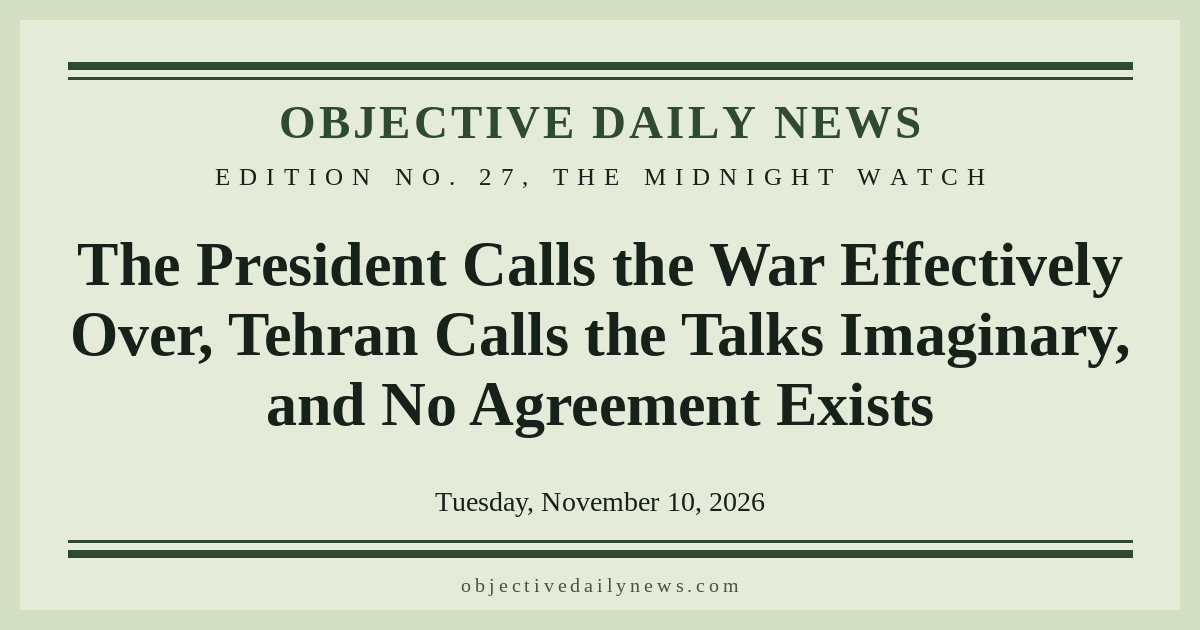 OBJECTIVE DAILY NEWS
EDITION NO. 27, THE MIDNIGHT WATCH
The President Calls the War Effectively
Over, Tehran Calls the Talks Imaginary,
and No Agreement Exists
Tuesday, November 10, 2026
objectivedailynews.com